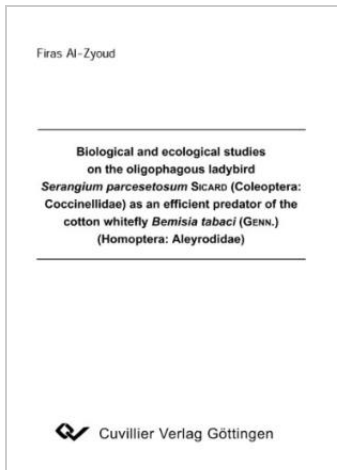 Firas Al-Zyoud
Biological and ecological studies
on the oligophagous ladybird
Serangium parcesetosum SICARD (Coleoptera:
Coccinellidae) as an efficient predator of the
cotton whitefly Bemisia tabaci (GENN.)
(Homoptera: Aleyrodidae)
Cuvillier Verlag Göttingen